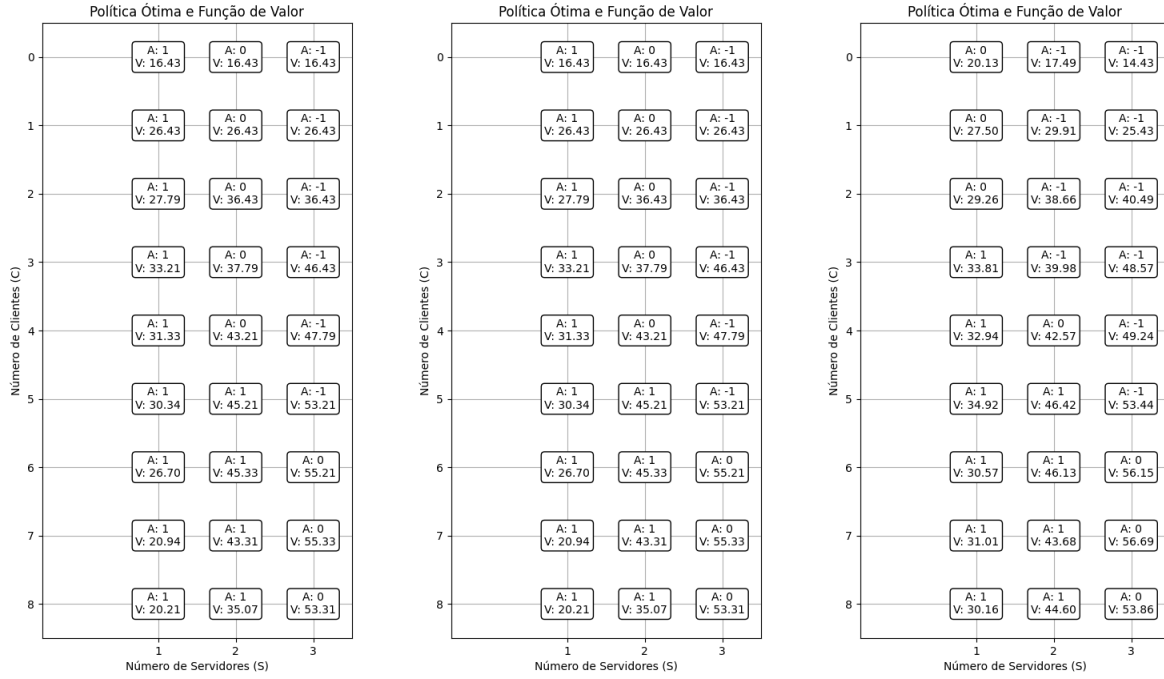 Política Ótima e Função de Valor
Número de Clientes (C)
0
A: 1
V: 16.43
A: 0
V: 16.43
A: -1
V: 16.43
1
A: 1
V: 26.43
A: 0
V: 26.43
A: -1
V: 26.43
2
A: 1
V: 27.79
A: 0
V: 36.43
A: -1
V: 36.43
3
A: 1
V: 33.21
A: 0
V: 37.79
A: -1
V: 46.43
4
A: 1
V: 31.33
A: 0
V: 43.21
A: -1
V: 47.79
5
A: 1
V: 30.34
A: 1
V: 45.21
A: -1
V: 53.21
6
A: 1
V: 26.70
A: 1
V: 45.33
A: 0
V: 55.21
7
A: 1
V: 20.94
A: 1
V: 43.31
A: 0
V: 55.33
8
A: 1
V: 20.21
A: 1
V: 35.07
A: 0
V: 53.31
1
2
3
Número de Servidores (S)
Política Ótima e Função de Valor
Número de Clientes (C)
0
A: 1
V: 16.43
A: 0
V: 16.43
A: -1
V: 16.43
1
A: 1
V: 26.43
A: 0
V: 26.43
A: -1
V: 26.43
2
A: 1
V: 27.79
A: 0
V: 36.43
A: -1
V: 36.43
3
A: 1
V: 33.21
A: 0
V: 37.79
A: -1
V: 46.43
4
A: 1
V: 31.33
A: 0
V: 43.21
A: -1
V: 47.79
5
A: 1
V: 30.34
A: 1
V: 45.21
A: -1
V: 53.21
6
A: 1
V: 26.70
A: 1
V: 45.33
A: 0
V: 55.21
7
A: 1
V: 20.94
A: 1
V: 43.31
A: 0
V: 55.33
8
A: 1
V: 20.21
A: 1
V: 35.07
A: 0
V: 53.31
1
2
3
Número de Servidores (S)
Política Ótima e Função de Valor
Número de Clientes (C)
0
A: 0
V: 20.13
A: -1
V: 17.49
A: -1
V: 14.43
1
A: 0
V: 27.50
A: -1
V: 29.91
A: -1
V: 25.43
2
A: 0
V: 29.26
A: -1
V: 38.66
A: -1
V: 40.49
3
A: 1
V: 33.81
A: -1
V: 39.98
A: -1
V: 48.57
4
A: 1
V: 32.94
A: 0
V: 42.57
A: -1
V: 49.24
5
A: 1
V: 34.92
A: 1
V: 46.42
A: -1
V: 53.44
6
A: 1
V: 30.57
A: 1
V: 46.13
A: 0
V: 56.15
7
A: 1
V: 31.01
A: 1
V: 43.68
A: 0
V: 56.69
8
A: 1
V: 30.16
A: 1
V: 44.60
A: 0
V: 53.86
1
2
3
Número de Servidores (S)